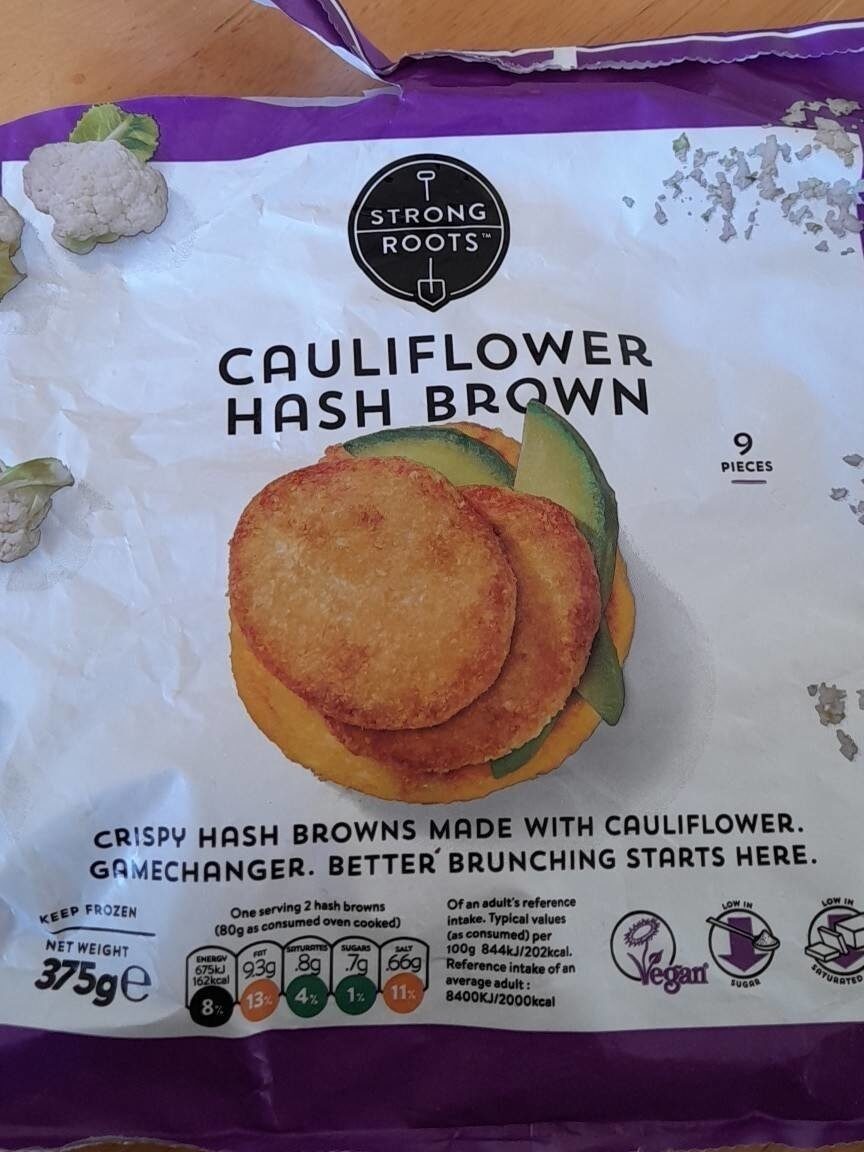 STRONG
ROOTS™
CAULIFLOWER
HASH BROWN
9
PIECES
CRISPY HASH BROWNS MADE WITH CAULIFLOWER.
GAMECHANGER. BETTER BRUNCHING STARTS HERE.
KEEP FROZEN
NET WEIGHT
375g℮
One serving 2 hash browns
(80g as consumed oven cooked)
ENERGY
675kJ
162kcal
8%
FAT
9.3g
13%
SATURATES
.8g
4%
SUGARS
.7g
1%
SALT
.66g
11%
Of an adult's reference
intake. Typical values
(as consumed) per
100g 844kJ/202kcal.
Reference intake of an
average adult:
8400KJ/2000kcal
Vegan
LOW IN
SUGAR
LOW IN
SATURATED